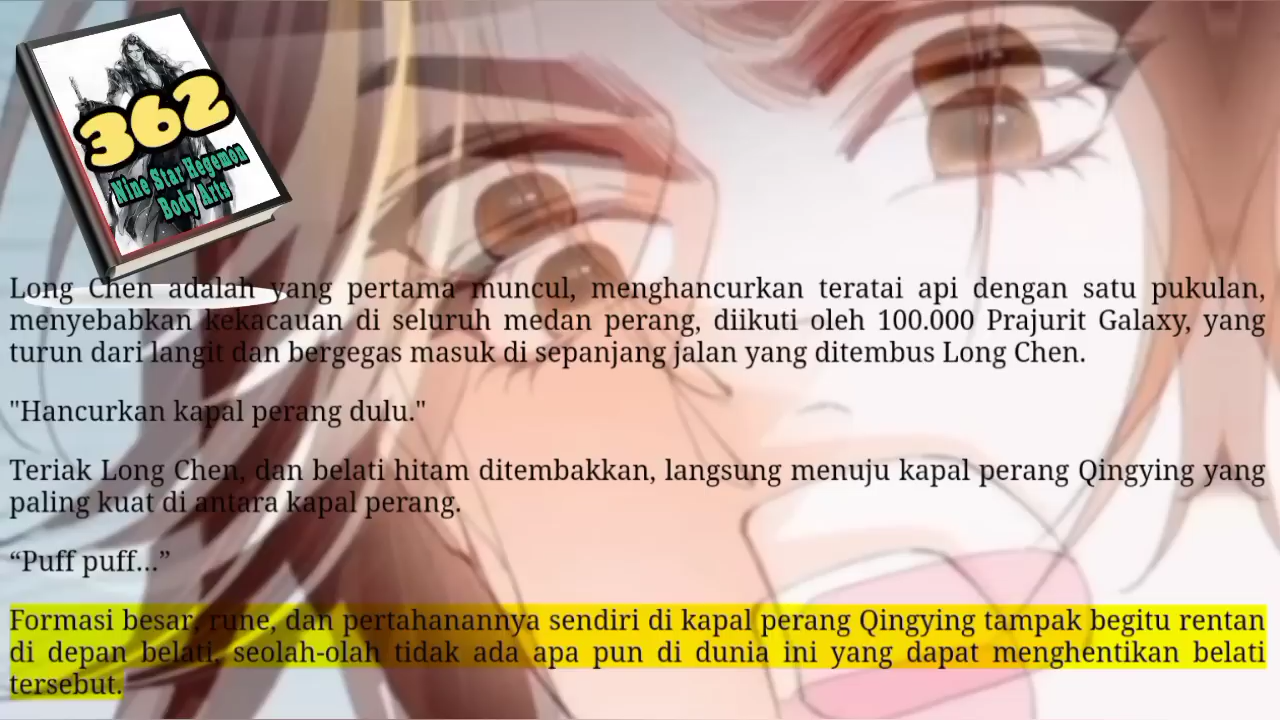 362
Nine Star Hegemon
Body Arts
Long Chen adalah yang pertama muncul, menghancurkan teratai api dengan satu pukulan,
menyebabkan kekacauan di seluruh medan perang, diikuti oleh 100.000 Prajurit Galaxy, yang
turun dari langit dan bergegas masuk di sepanjang jalan yang ditembus Long Chen.
"Hancurkan kapal perang dulu."
Teriak Long Chen, dan belati hitam ditembakkan, langsung menuju kapal perang Qingying yang
paling kuat di antara kapal perang.
“Puff puff...”
Formasi besar, rune, dan pertahanannya sendiri di kapal perang Qingying tampak begitu rentan
di depan belati, seolah-olah tidak ada apa pun di dunia ini yang dapat menghentikan belati
tersebut.